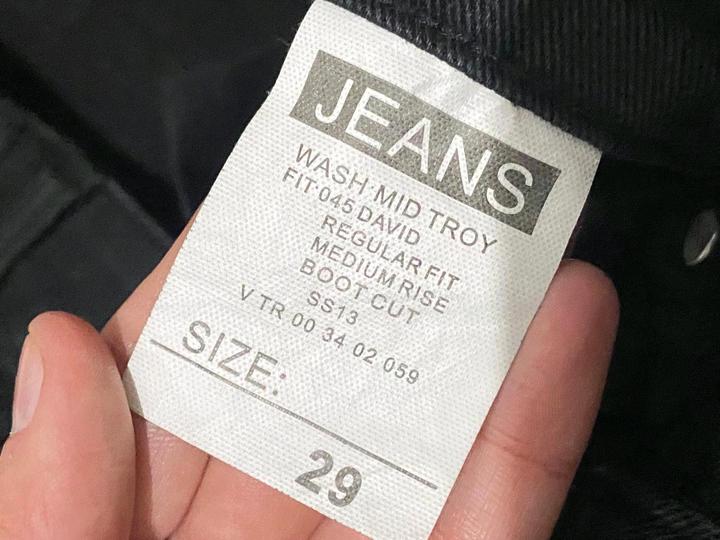 JEANS
WASH:MID TROY
FIT:045 DAVID
REGULAR FIT
MEDIUM RISE
BOOT CUT
SS13
V TR 00 34 02 059
SIZE:
29